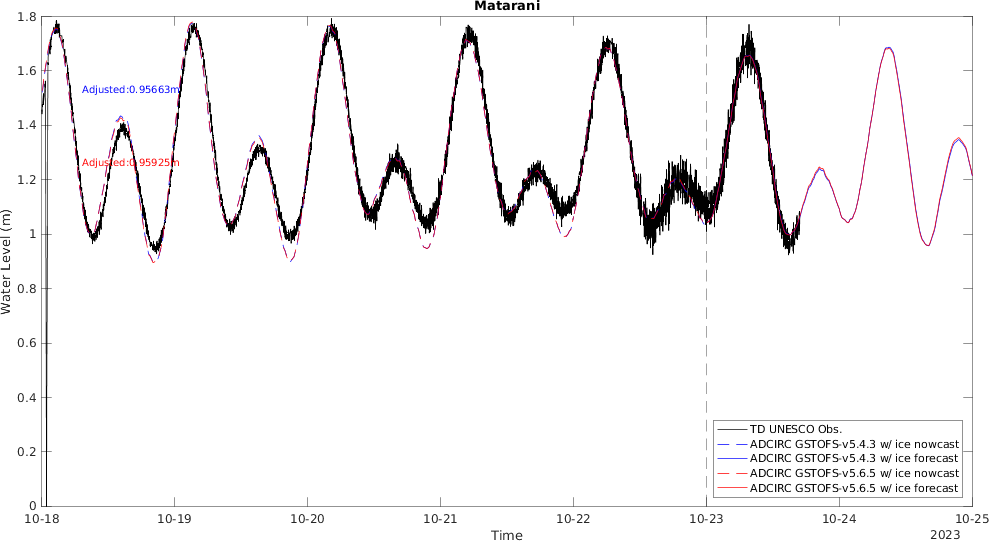 Matarani
1.8
1.6
1.4
1.2
1
0.8
0.6
0.4
0.2
0
Water Level (m)
Adjusted:0.95663m
Adjusted:0.95925m
TD UNESCO Obs.
ADCIRC GSTOFS-v5.4.3 w/ ice nowcast
ADCIRC GSTOFS-v5.4.3 w/ ice forecast
ADCIRC GSTOFS-v5.6.5 w/ ice nowcast
ADCIRC GSTOFS-v5.6.5 w/ ice forecast
10-18 10-19 10-20 10-21 10-22 10-23 10-24 10-25
Time
2023